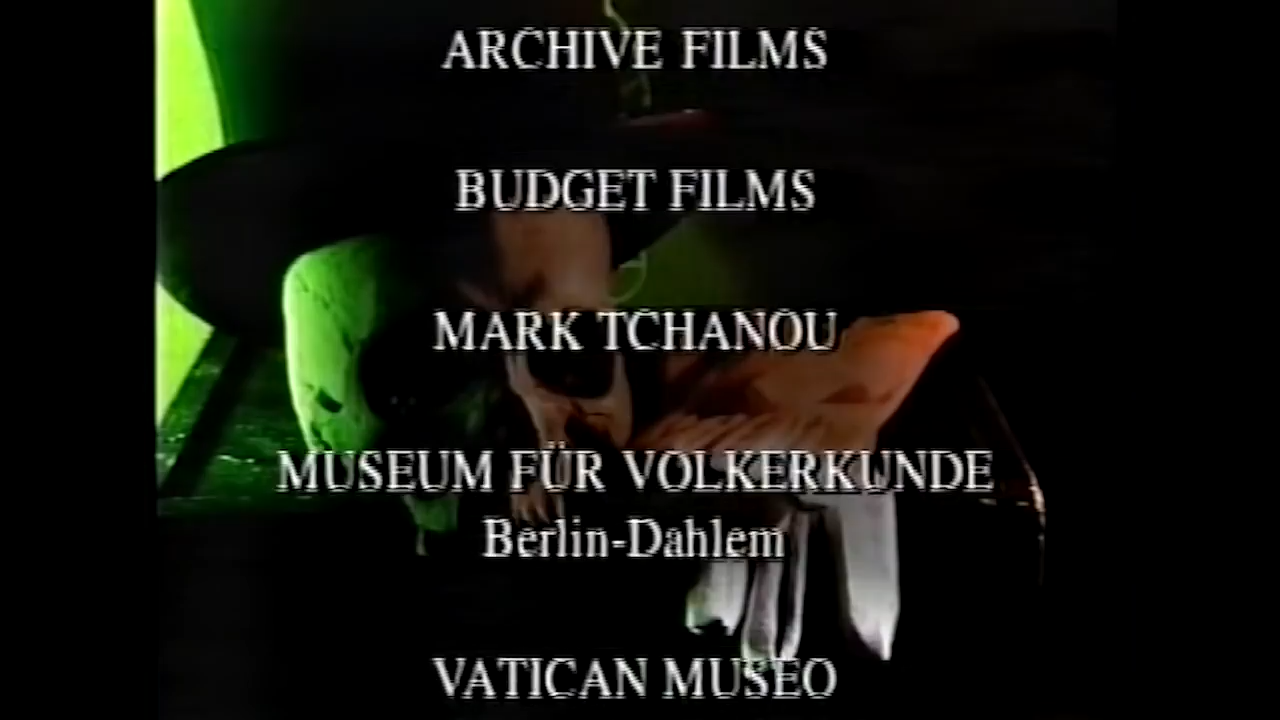 ARCHIVE FILMS
BUDGET FILMS
MARK TCHANOU
MUSEUM FÜR VOLKERKUNDE
Berlin-Dahlem
VATICAN MUSEO